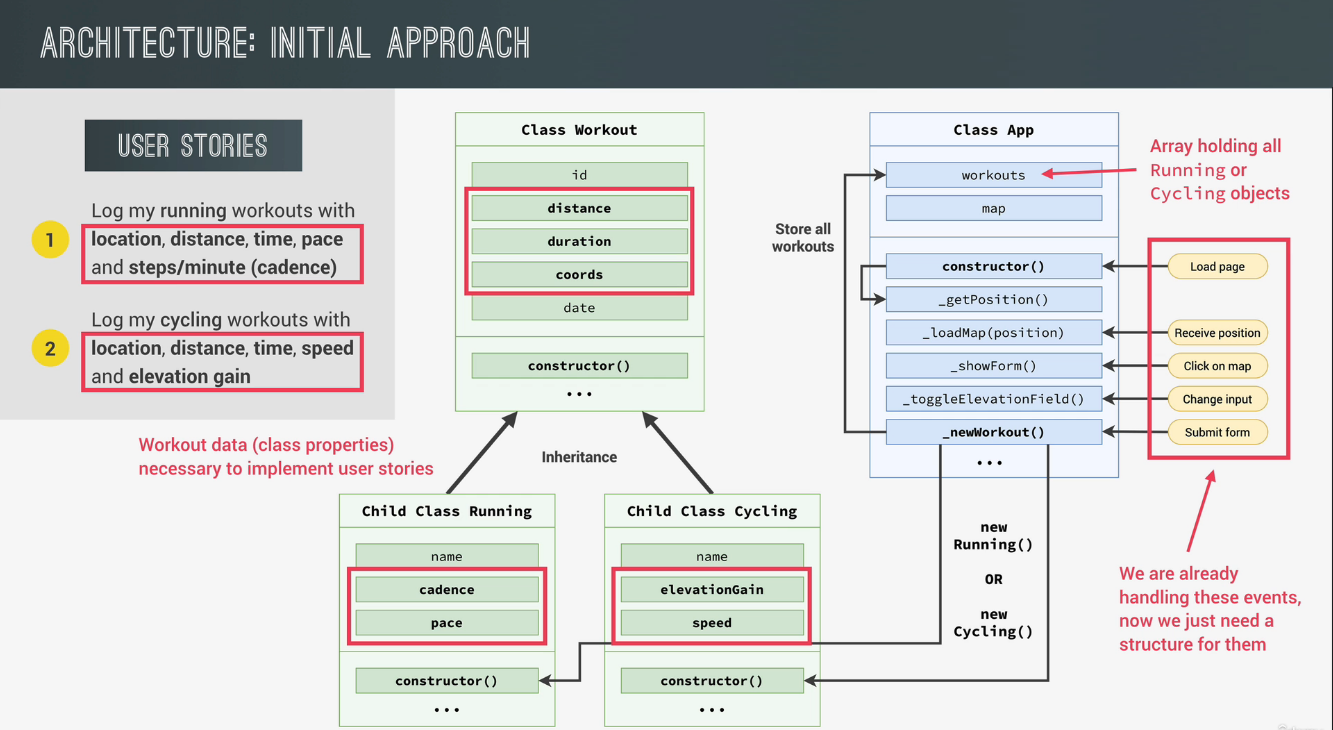 ARCHITECTURE: INITIAL APPROACH
USER STORIES
1
Log my running workouts with
location, distance, time, pace
and steps/minute (cadence)
2
Log my cycling workouts with
location, distance, time, speed
and elevation gain
Workout data (class properties)
necessary to implement user stories
Class Workout
id
distance
duration
coords
date
constructor()
...
Inheritance
Child Class Running
name
cadence
pace
constructor()
...
Child Class Cycling
name
elevationGain
speed
constructor()
...
Class App
workouts
map
constructor()
_getPosition()
_loadMap(position)
_showForm()
_toggleElevationField()
_newWorkout()
...
Store all
workouts
new
Running()
OR
new
Cycling()
Array holding all
Running or
Cycling objects
Load page
Receive position
Click on map
Change input
Submit form
We are already
handling these events,
now we just need a
structure for them